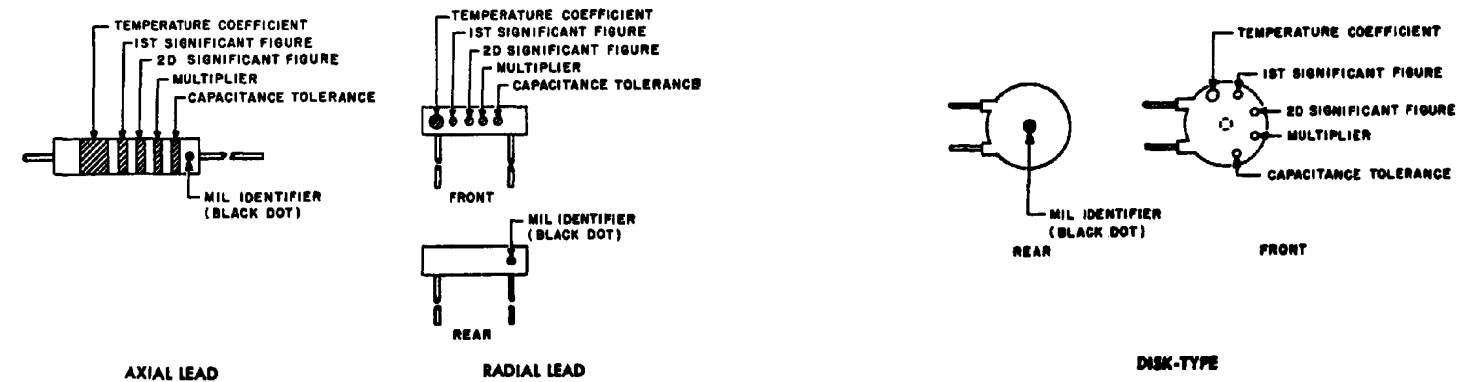 TEMPERATURE COEFFICIENT
1ST SIGNIFICANT FIGURE
2D SIGNIFICANT FIGURE
MULTIPLIER
CAPACITANCE TOLERANCE
MIL IDENTIFIER
(BLACK DOT)
AXIAL LEAD
TEMPERATURE COEFFICIENT
1ST SIGNIFICANT FIGURE
2D SIGNIFICANT FIGURE
MULTIPLIER
CAPACITANCE TOLERANCE
FRONT
MIL IDENTIFIER
(BLACK DOT)
REAR
RADIAL LEAD
MIL IDENTIFIER
(BLACK DOT)
REAR
TEMPERATURE COEFFICIENT
1ST SIGNIFICANT FIGURE
2D SIGNIFICANT FIGURE
MULTIPLIER
CAPACITANCE TOLERANCE
FRONT
DISK-TYPE